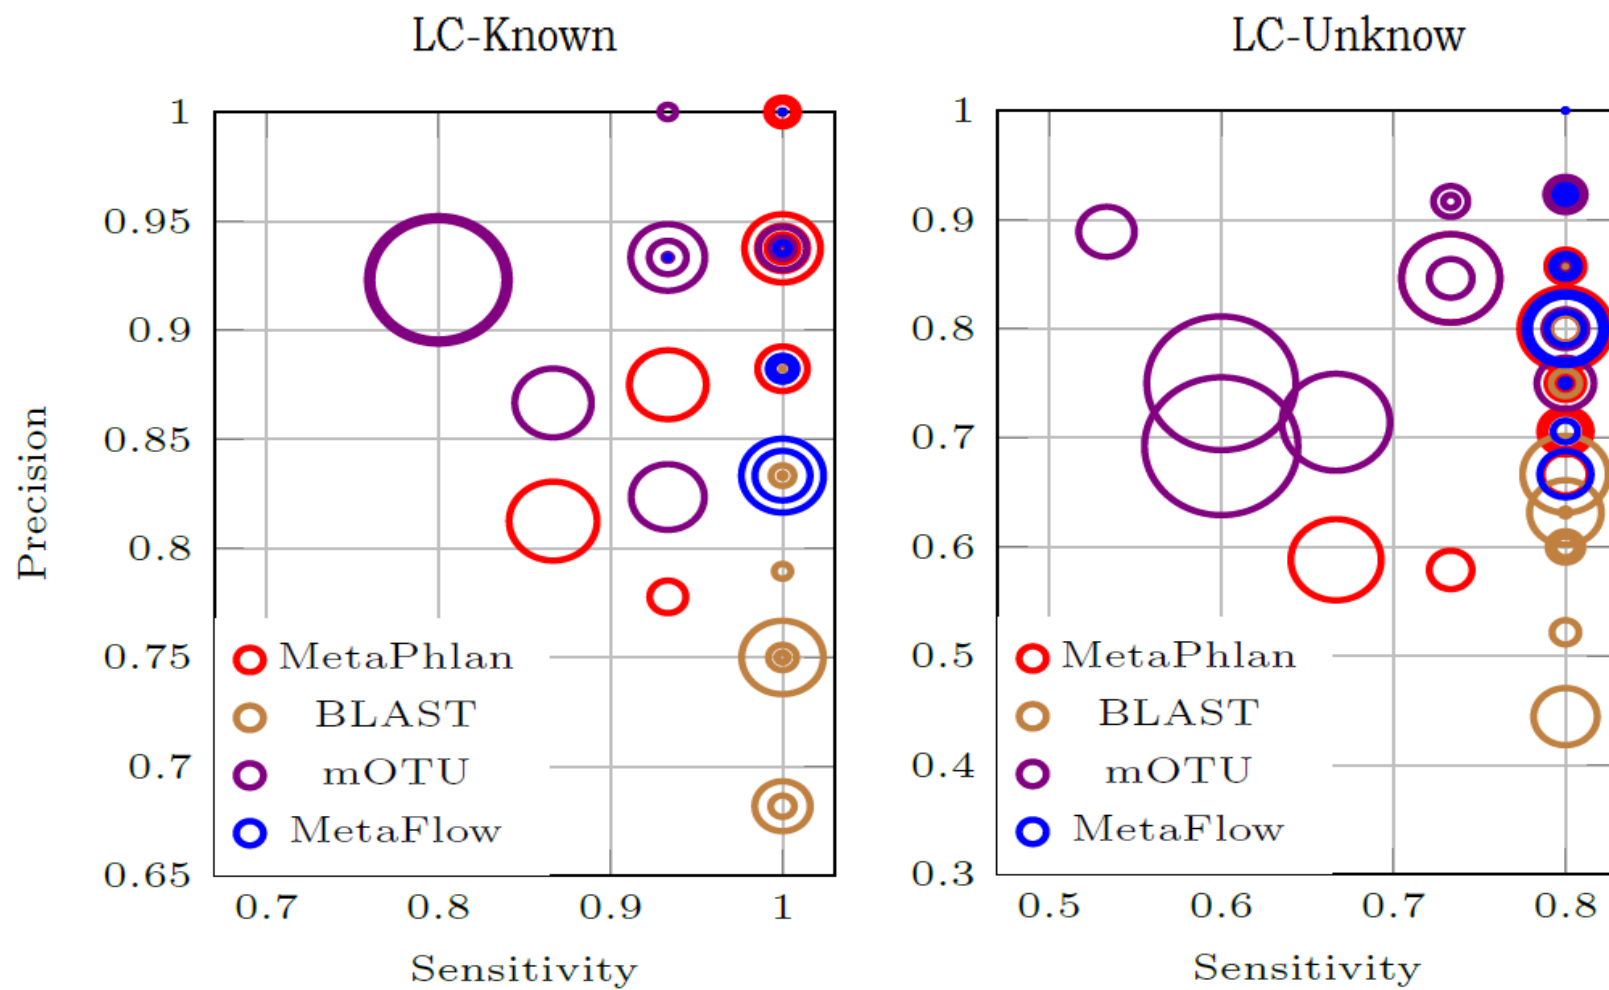 LC-Known
1
0.95
0.9
0.85
0.8
0.75
0.7
0.65
Precision
MetaPhlan
BLAST
mOTU
MetaFlow
0.7 0.8 0.9 1
Sensitivity
LC-Unknow
1
0.9
0.8
0.7
0.6
0.5
0.4
0.3
MetaPhlan
BLAST
mOTU
MetaFlow
0.5 0.6 0.7 0.8
Sensitivity